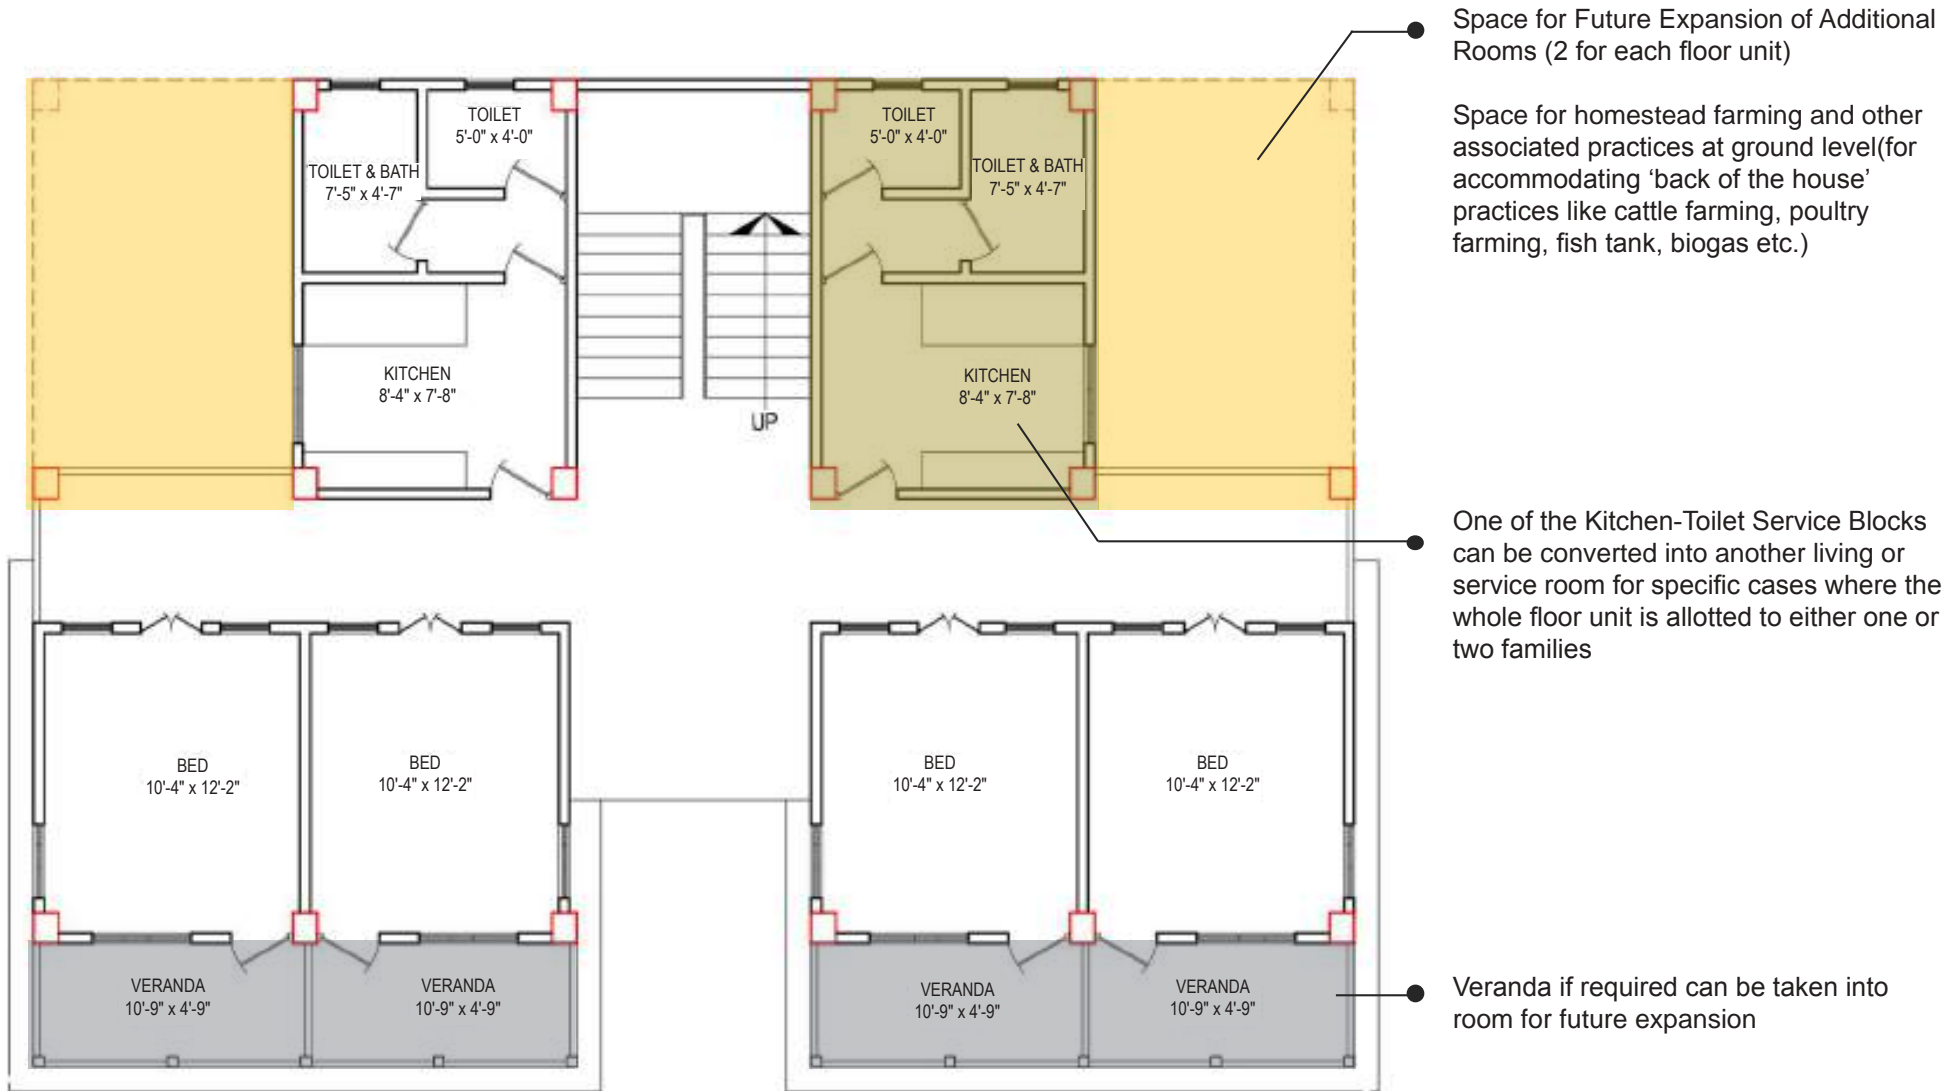 Space for Future Expansion of Additional
Rooms (2 for each floor unit)
Space for homestead farming and other
associated practices at ground level(for
accommodating ‘back of the house’
practices like cattle farming, poultry
farming, fish tank, biogas etc.)
TOILET
5'-0" x 4'-0"
TOILET & BATH
7'-5" x 4'-7"
TOILET
5'-0" x 4'-0"
TOILET & BATH
7'-5" x 4'-7"
KITCHEN
8'-4" x 7'-8"
UP
KITCHEN
8'-4" x 7'-8"
One of the Kitchen-Toilet Service Blocks
can be converted into another living or
service room for specific cases where the
whole floor unit is allotted to either one or
two families
BED
10'-4" x 12'-2"
BED
10'-4" x 12'-2"
BED
10'-4" x 12'-2"
BED
10'-4" x 12'-2"
VERANDA
10'-9" x 4'-9"
VERANDA
10'-9" x 4'-9"
VERANDA
10'-9" x 4'-9"
VERANDA
10'-9" x 4'-9"
Veranda if required can be taken into
room for future expansion